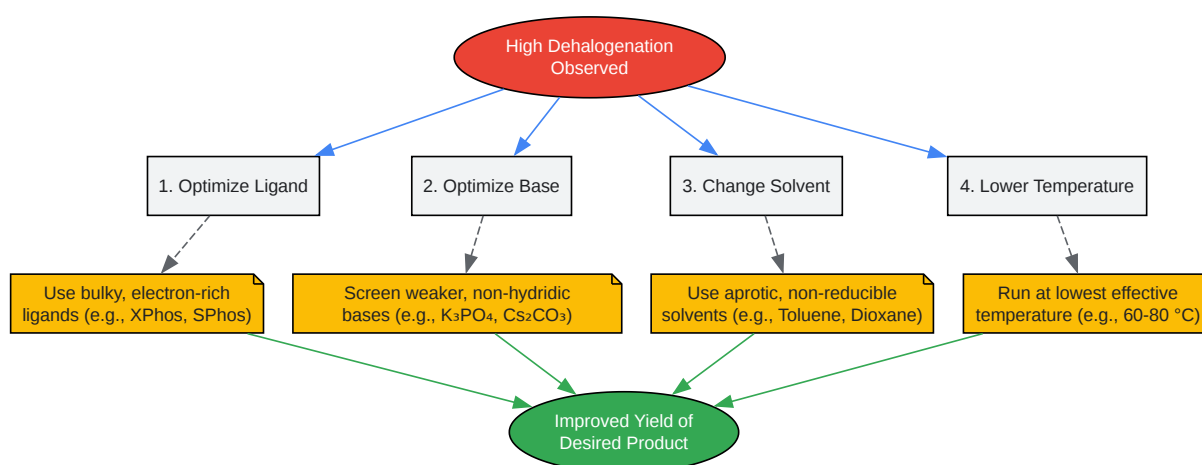 High Dehalogenation
Observed
1. Optimize Ligand
2. Optimize Base
3. Change Solvent
4. Lower Temperature
Use bulky, electron-rich
ligands (e.g., XPhos, SPhos)
Screen weaker, non-hydridic
bases (e.g., K₃PO₄, Cs₂CO₃)
Use aprotic, non-reducible
solvents (e.g., Toluene, Dioxane)
Run at lowest effective
temperature (e.g., 60-80 °C)
Improved Yield of
Desired Product